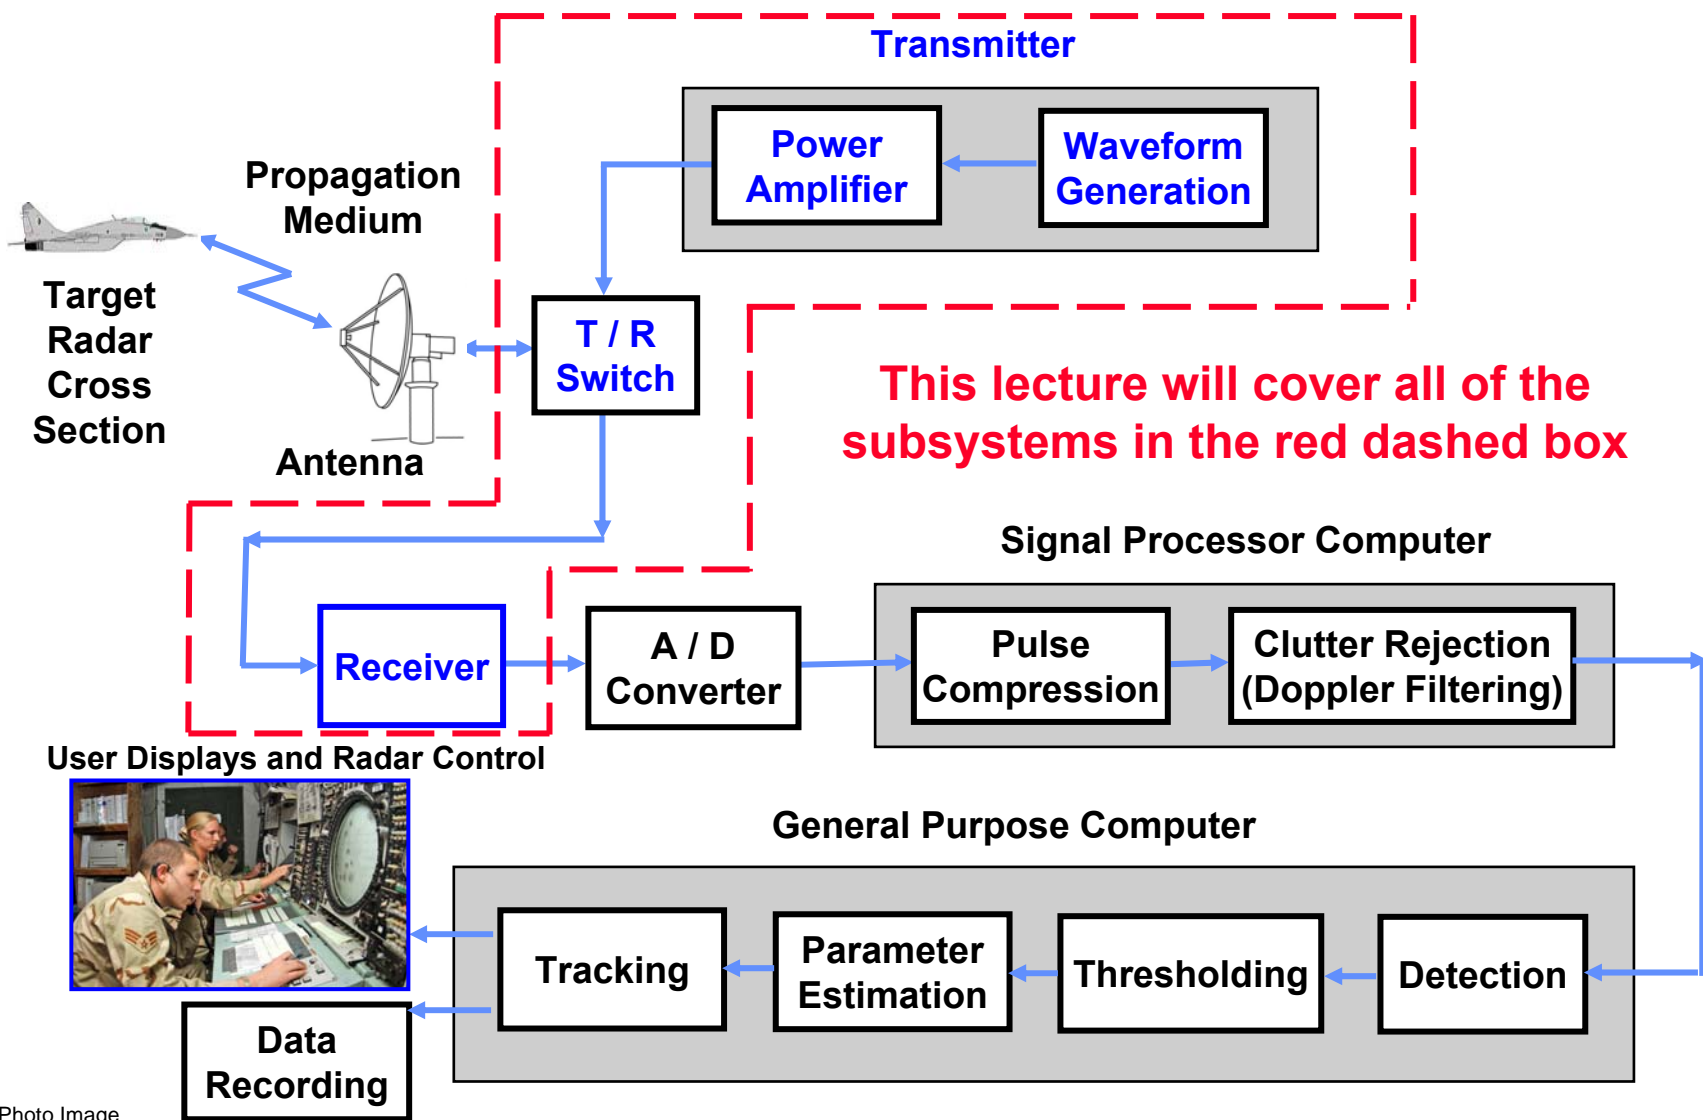 Transmitter
Power
Amplifier
Waveform
Generation
Propagation
Medium
Target
Radar
Cross
Section
Antenna
T / R
Switch
This lecture will cover all of the
subsystems in the red dashed box
Signal Processor Computer
Receiver
A / D
Converter
Pulse
Compression
Clutter Rejection
(Doppler Filtering)
User Displays and Radar Control
General Purpose Computer
Tracking
Parameter
Estimation
Thresholding
Detection
Data
Recording
Photo Image